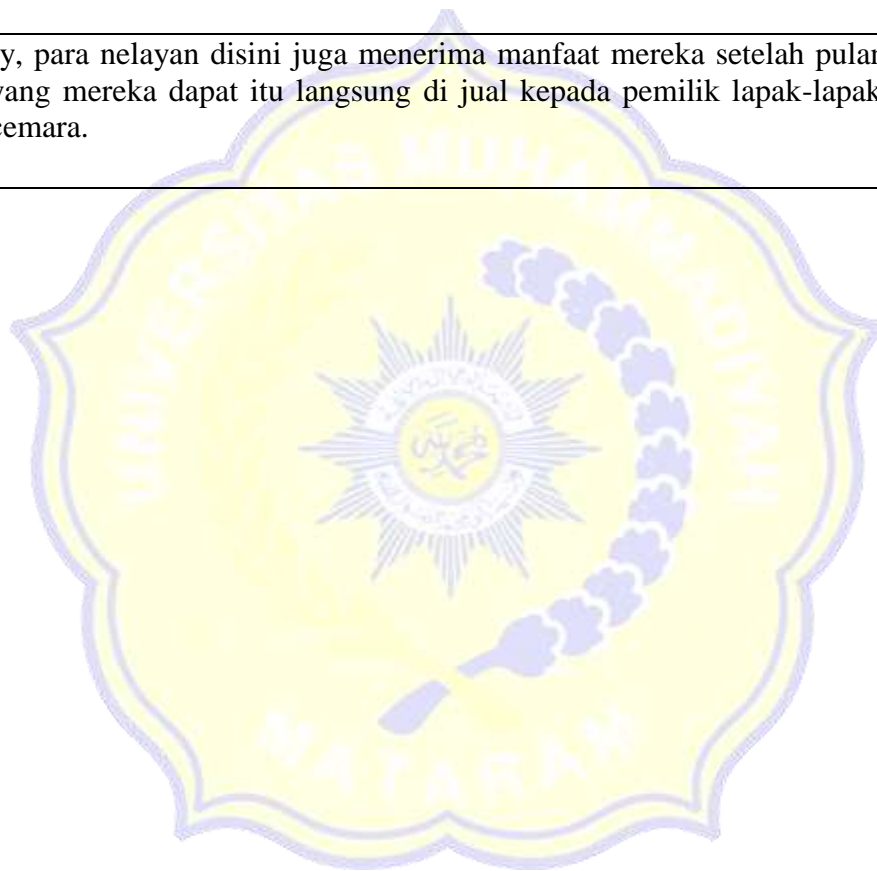 y, para nelayan disini juga menerima manfaat mereka setelah pulan
yang mereka dapat itu langsung di jual kepada pemilik lapak-lapak
cemara.
UNIVERSITAS MUHAMMADIYAH
MATARAM